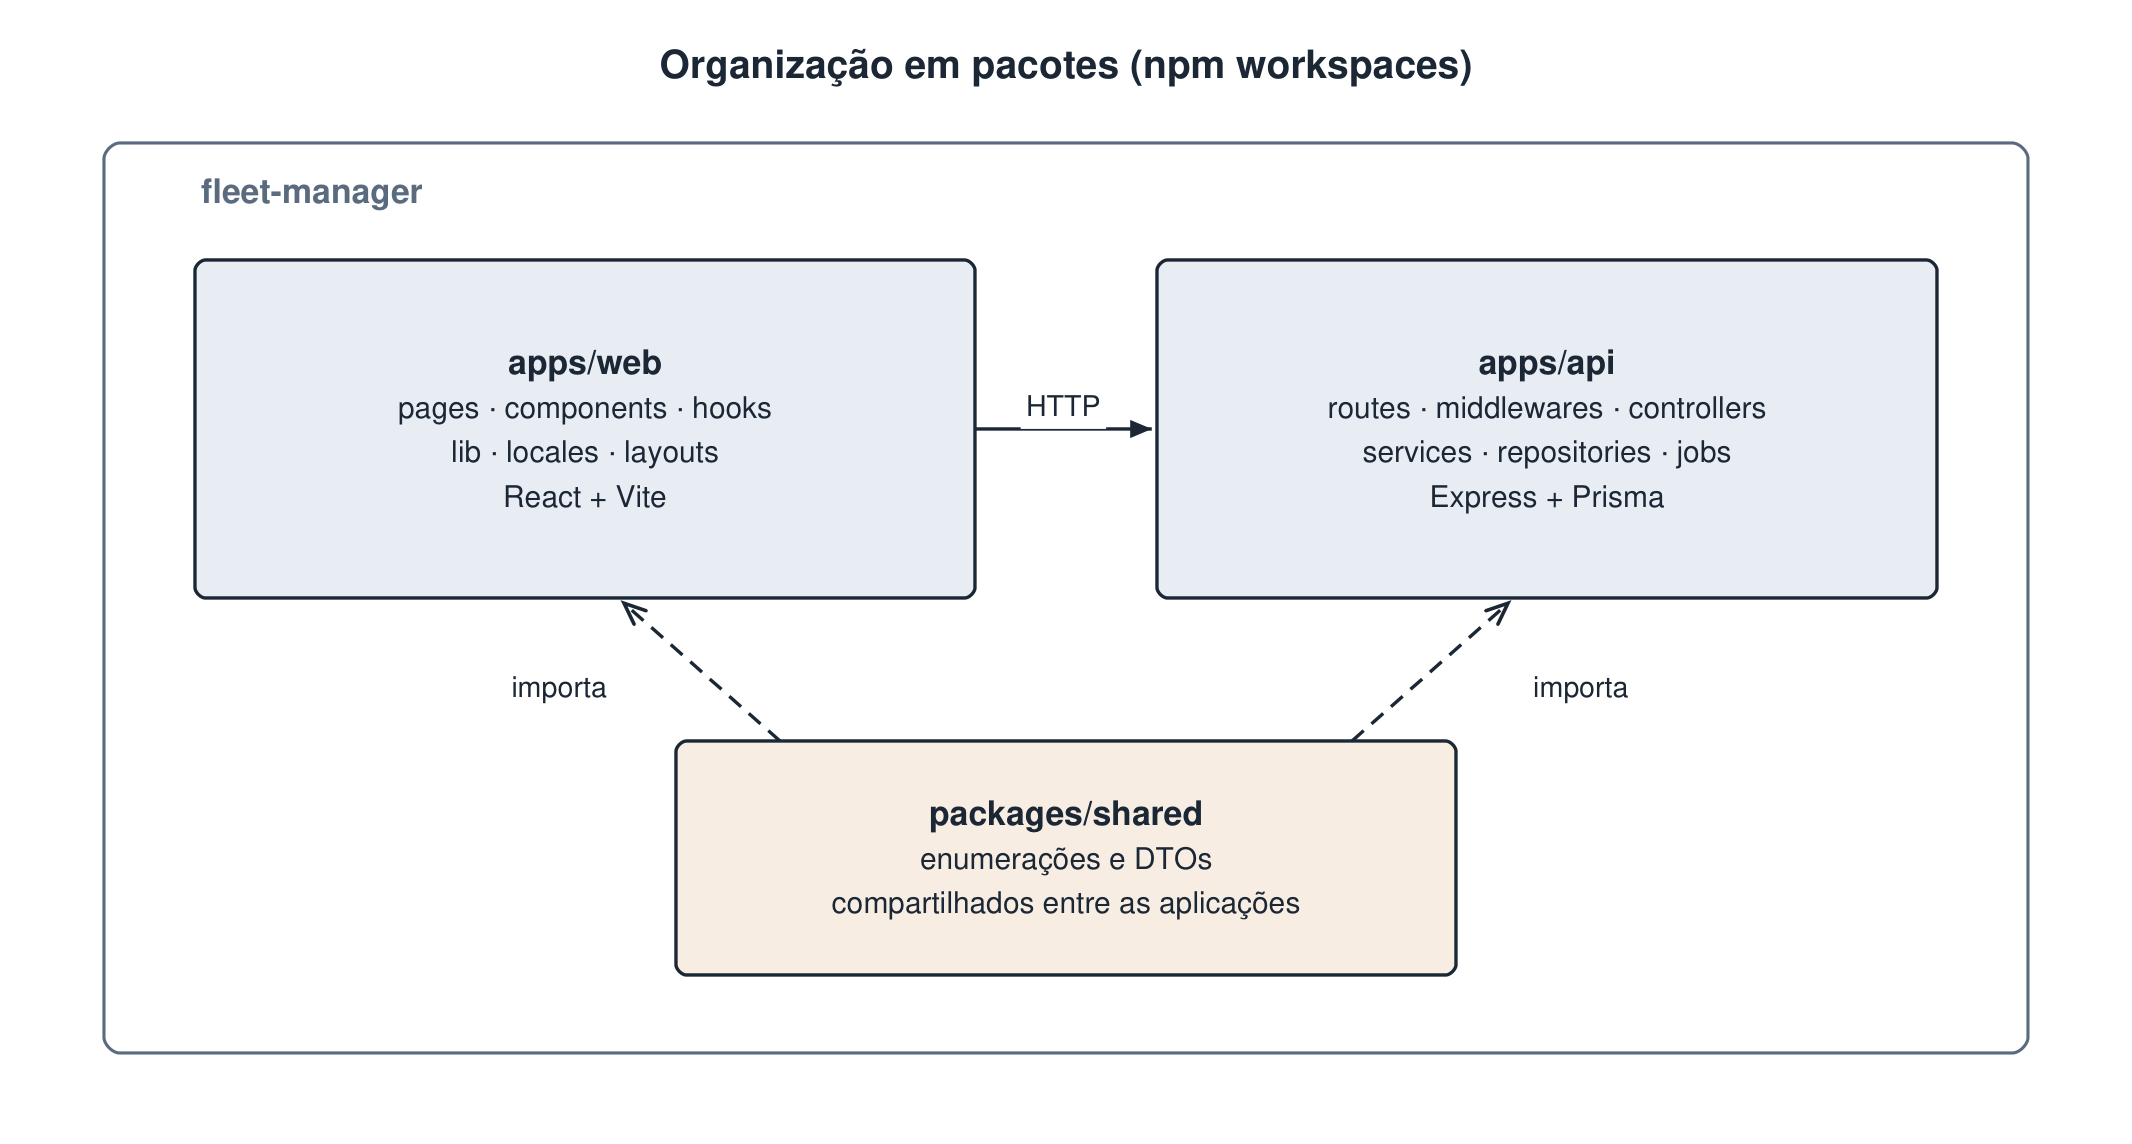 Organização em pacotes (npm workspaces)
fleet-manager
apps/web
pages · components · hooks
lib · locales · layouts
React + Vite
HTTP
apps/api
routes · middlewares · controllers
services · repositories · jobs
Express + Prisma
importa
importa
packages/shared
enumerações e DTOs
compartilhados entre as aplicações